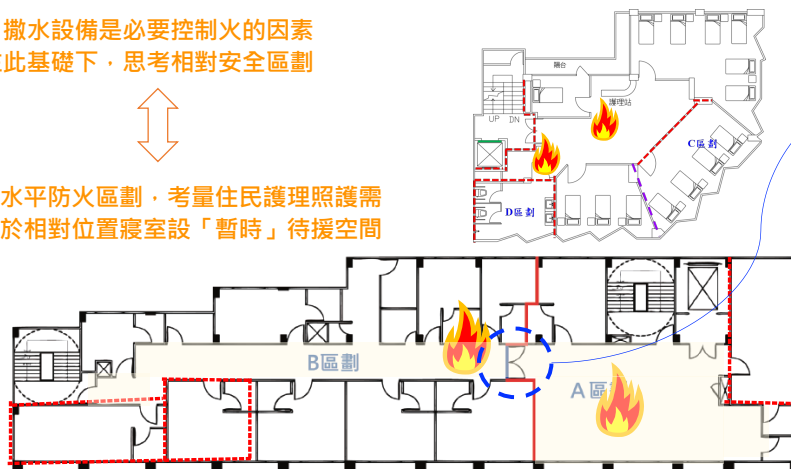 撒水設備是必要控制火的因素
此基礎下，思考相對安全區劃
水平防火區劃，考量住民護理照護需
於相對位置寢室設「暫時」待援空間
陽台
護理站
UP DN
C區劃
D區劃
B區劃
A區